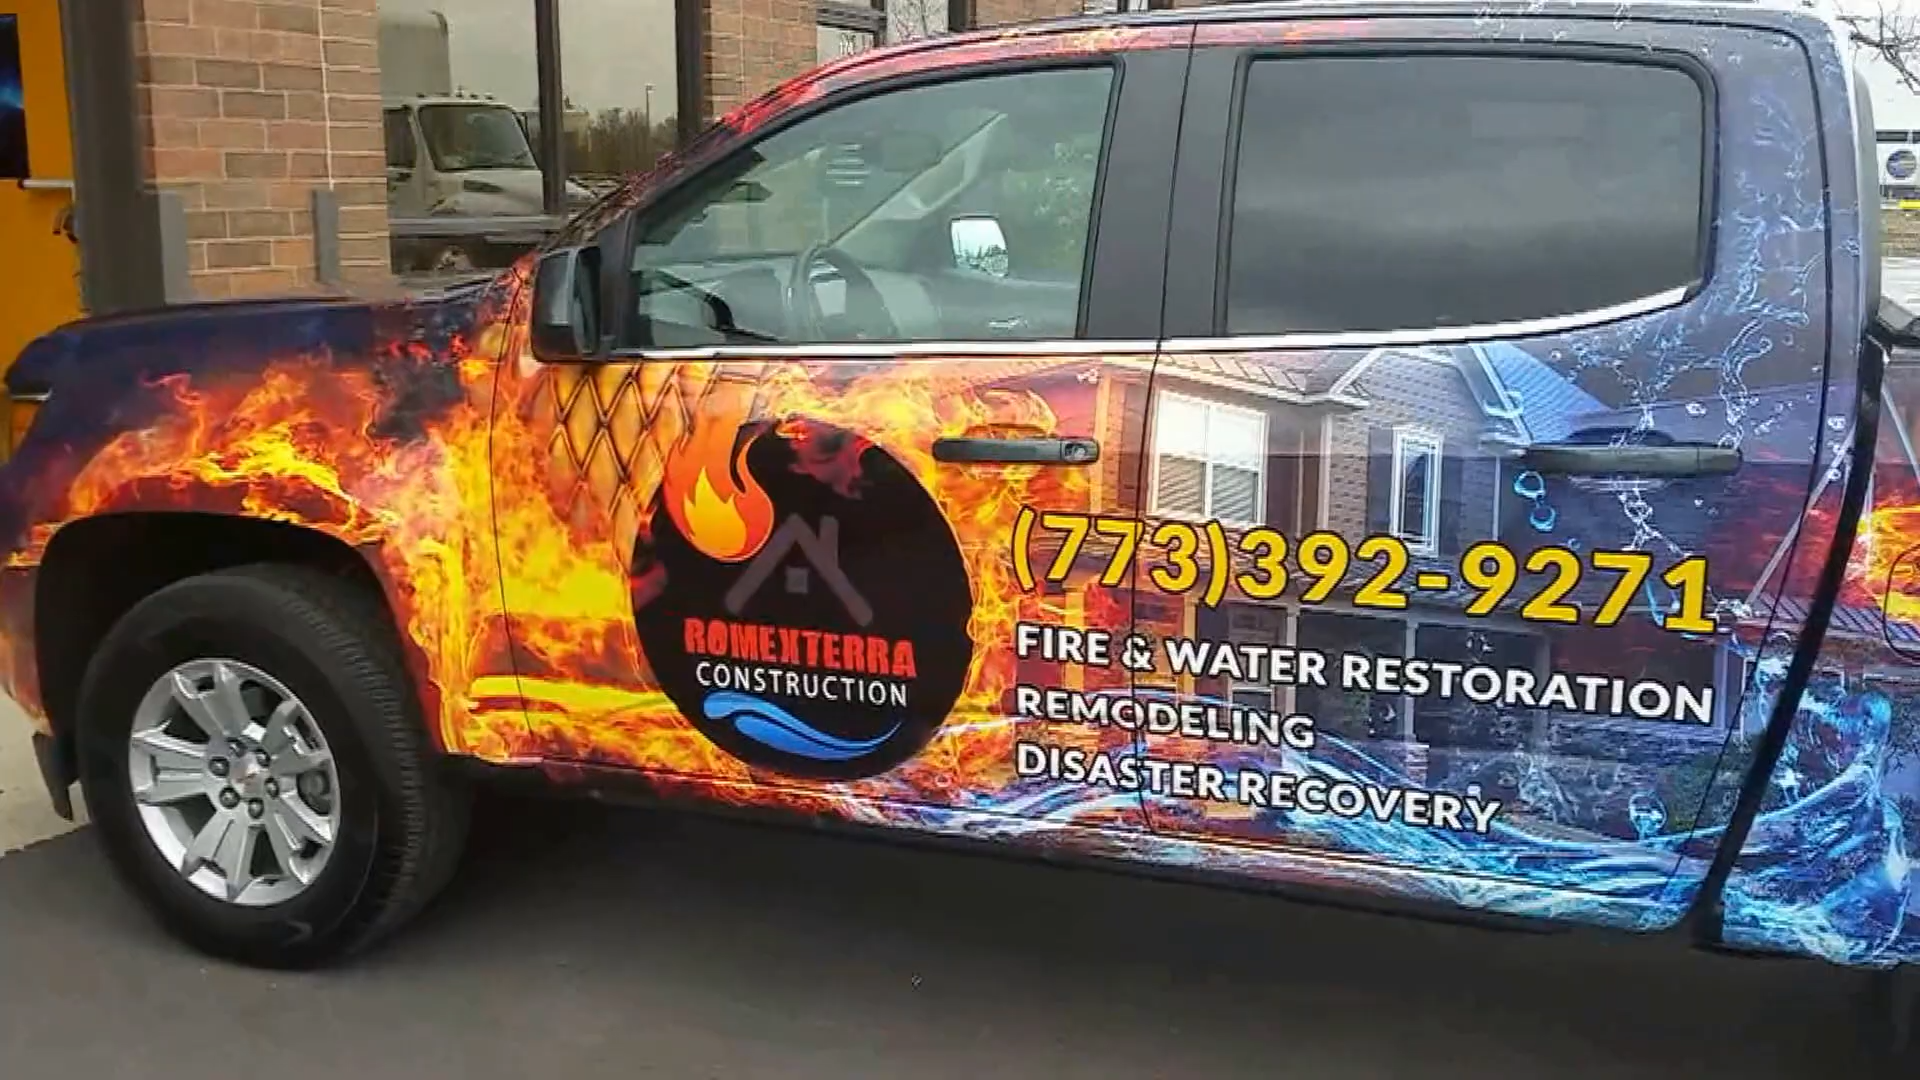 ROMEXTERRA
CONSTRUCTION
(773)392-9271
FIRE & WATER RESTORATION
REMODELING
DISASTER RECOVERY